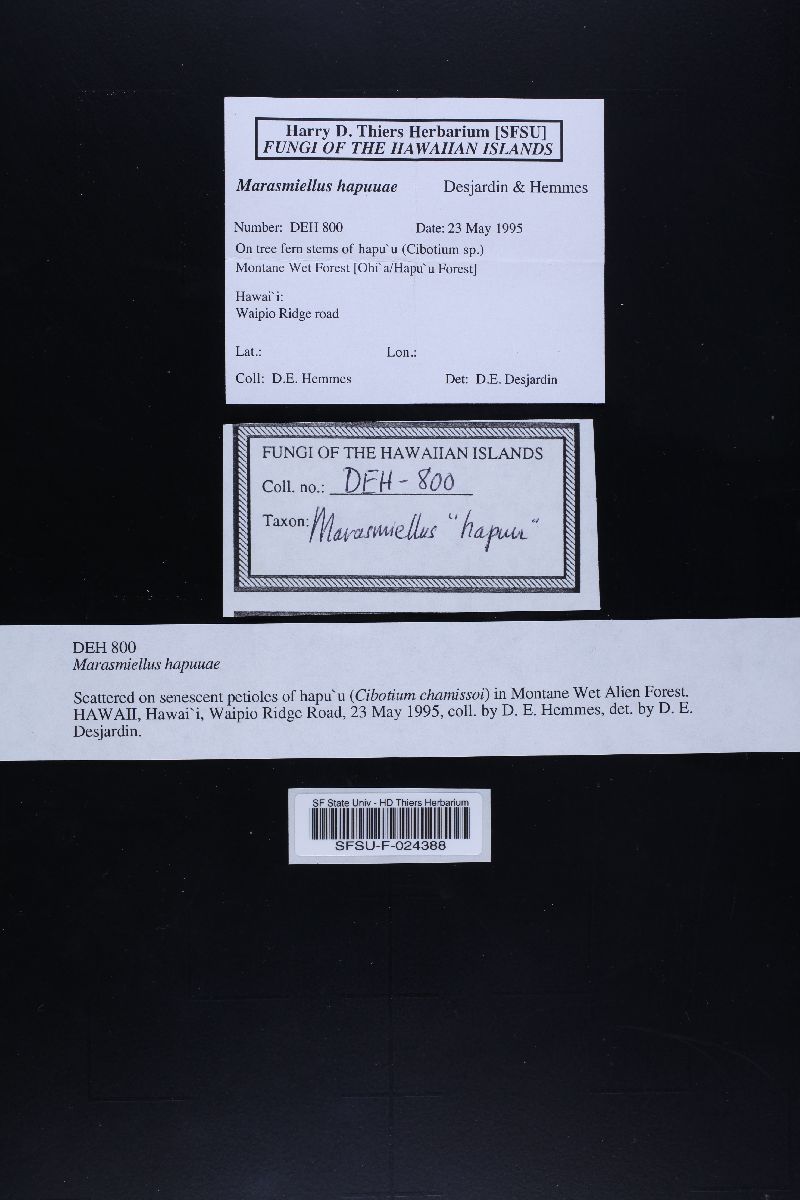 Harry D. Thiers Herbarium [SFSU]
FUNGI OF THE HAWAIIAN ISLANDS
Marasmiellus hapuuae Desjardin & Hemmes
Number: DEH 800 Date: 23 May 1995
On tree fern stems of hapu`u (Cibotium sp.)
Montane Wet Forest [Ohi`a/Hapu`u Forest]
Hawai`i:
Waipio Ridge road
Lat.: Lon.:
Coll: D.E. Hemmes Det: D.E. Desjardin
FUNGI OF THE HAWAIIAN ISLANDS
Coll. no.: DEH-800
Taxon: Marasmiellus
DEH 800
Marasmiellus hapuuae
Scattered on senescent petioles of hapu`u (Cibotium chamissoi) in Montane Wet Alien Forest.
HAWAII, Hawai`i, Waipio Ridge Road, 23 May 1995, coll. by D. E. Hemmes, det. by D. E.
Desjardin.
SF State Univ - HD Thiers Herbarium
SFSU-F-024388